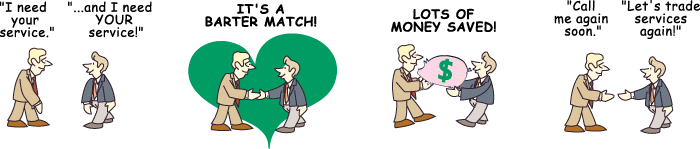 "I need
your
service."
"...and I need
YOUR
service!"
IT'S A
BARTER MATCH!
LOTS OF
MONEY SAVED!
$
"Call
me again
soon."
"Let's trade
services
again!"